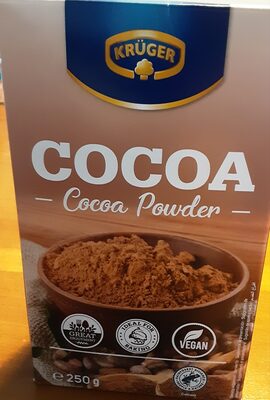 KRÜGER
COCOA
Cocoa Powder
GREAT
IDEAL FOR
BAKING
VEGAN
℮ 250 g